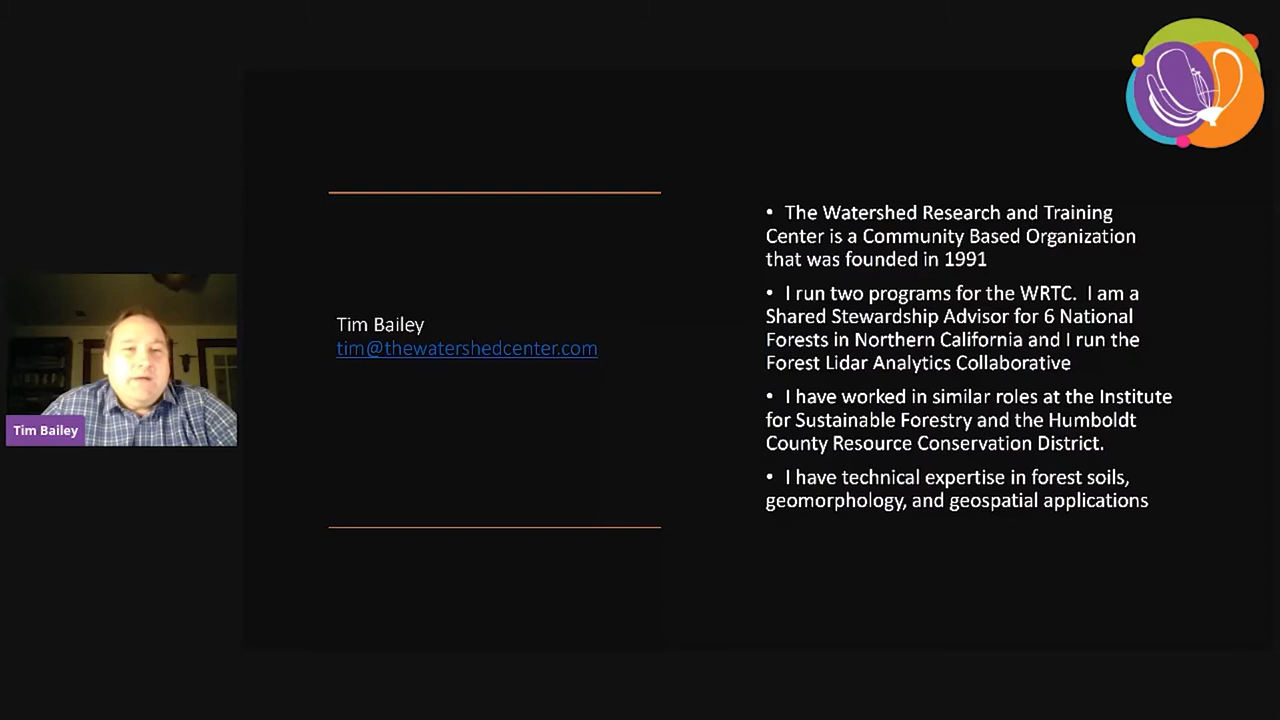 Tim Bailey
Tim Bailey
tim@thewatershedcenter.com
• The Watershed Research and Training
Center is a Community Based Organization
that was founded in 1991
• I run two programs for the WRTC.  I am a
Shared Stewardship Advisor for 6 National
Forests in Northern California and I run the
Forest Lidar Analytics Collaborative
• I have worked in similar roles at the Institute
for Sustainable Forestry and the Humboldt
County Resource Conservation District.
• I have technical expertise in forest soils,
geomorphology, and geospatial applications